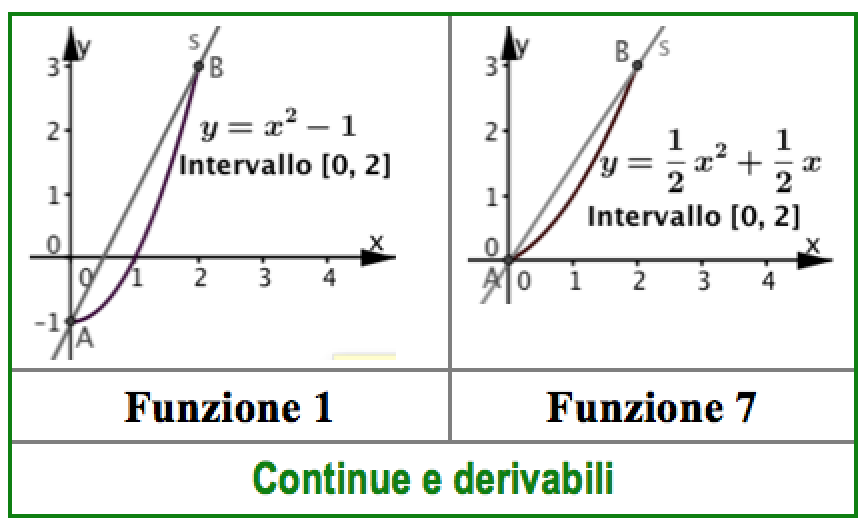 y
s
3 B
2 y = x² − 1
Intervallo [0, 2]
1
0 x
0 1 2 3 4
-1 A
y
B s
3
2 y = 1/2 x² + 1/2 x
1
Intervallo [0, 2]
0 x
A 0 1 2 3 4
Funzione 1
Funzione 7
Continue e derivabili